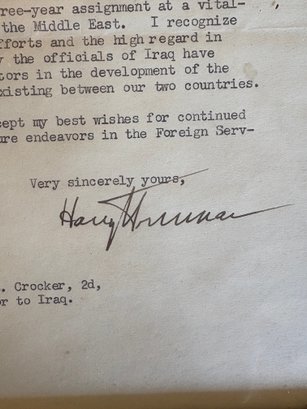 ree-year assignment at a vital-
the Middle East.  I recognize
fforts and the high regard in
y the officials of Iraq have
tors in the development of the
xisting between our two countries.
cept my best wishes for continued
ure endeavors in the Foreign Serv-
Very sincerely yours,
Harry Truman
. Crocker, 2d,
or to Iraq.